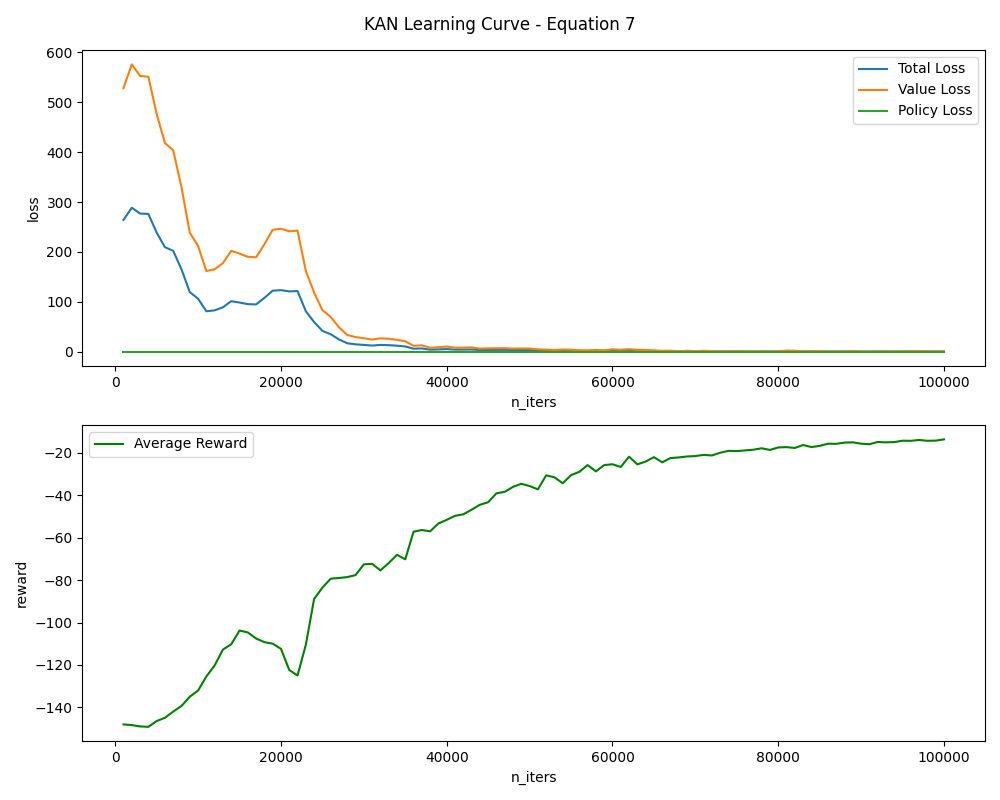 KAN Learning Curve - Equation 7
600
500
400
300
200
100
0
loss
Total Loss
Value Loss
Policy Loss
0 20000 40000 60000 80000 100000
n_iters
Average Reward
−20
−40
−60
−80
−100
−120
−140
reward
0 20000 40000 60000 80000 100000
n_iters